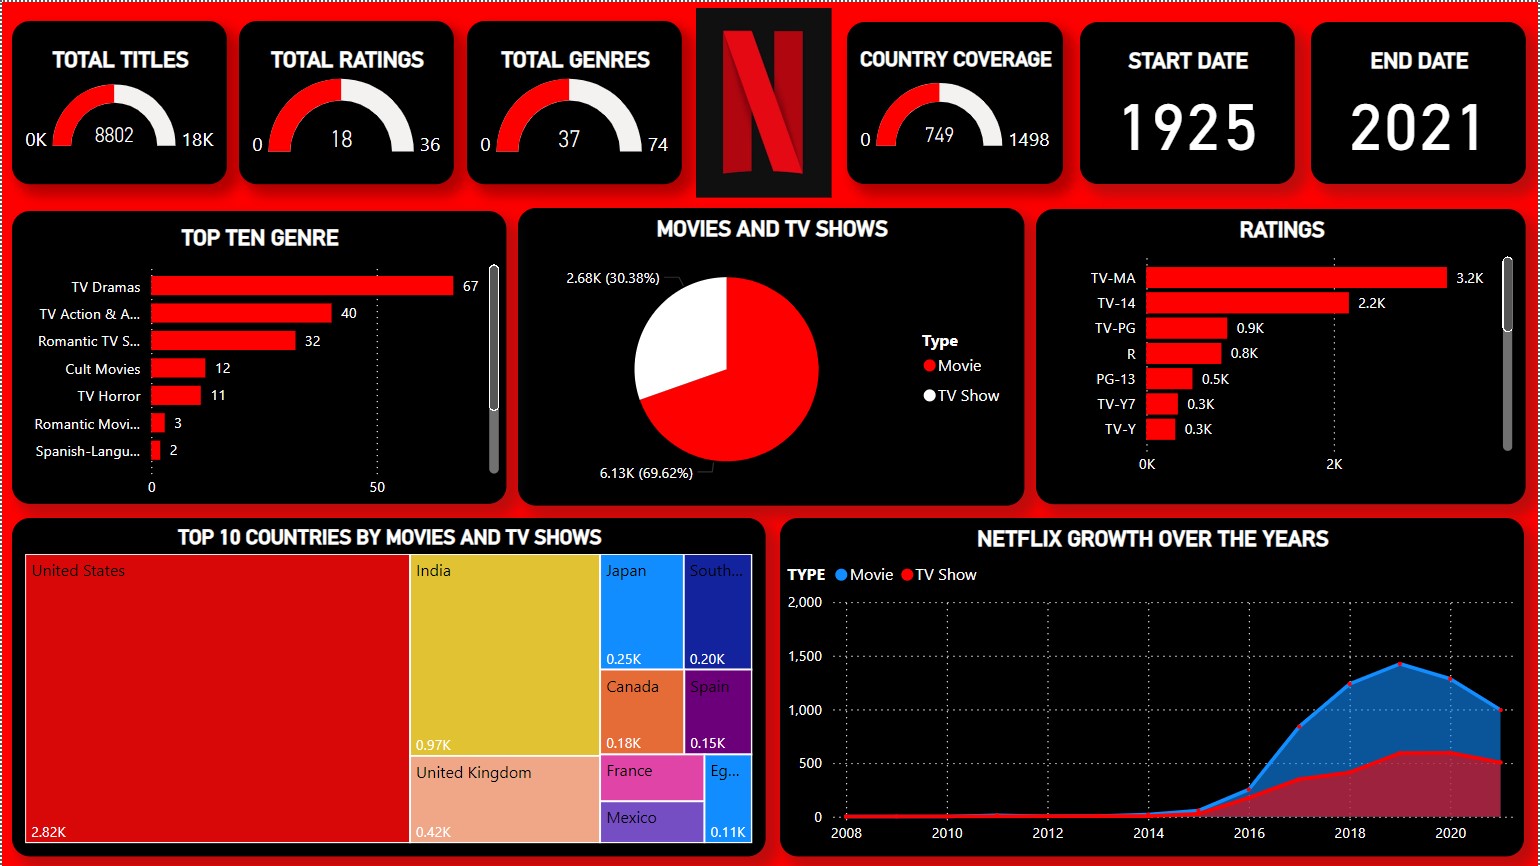 TOTAL TITLES
0K
8802
18K
TOTAL RATINGS
0
18
36
TOTAL GENRES
0
37
74
COUNTRY COVERAGE
0
749
1498
START DATE
1925
END DATE
2021
TOP TEN GENRE
TV Dramas
67
TV Action & A...
40
Romantic TV S...
32
Cult Movies
12
TV Horror
11
Romantic Movi...
3
Spanish-Langu...
2
0
50
MOVIES AND TV SHOWS
2.68K (30.38%)
6.13K (69.62%)
Type
Movie
TV Show
RATINGS
TV-MA
3.2K
TV-14
2.2K
TV-PG
0.9K
R
0.8K
PG-13
0.5K
TV-Y7
0.3K
TV-Y
0.3K
0K
2K
TOP 10 COUNTRIES BY MOVIES AND TV SHOWS
United States
2.82K
India
0.97K
United Kingdom
0.42K
Japan
0.25K
South...
0.20K
Canada
0.18K
Spain
0.15K
France
Mexico
Eg...
0.11K
NETFLIX GROWTH OVER THE YEARS
TYPE Movie TV Show
2,000
1,500
1,000
500
0
2008 2010 2012 2014 2016 2018 2020